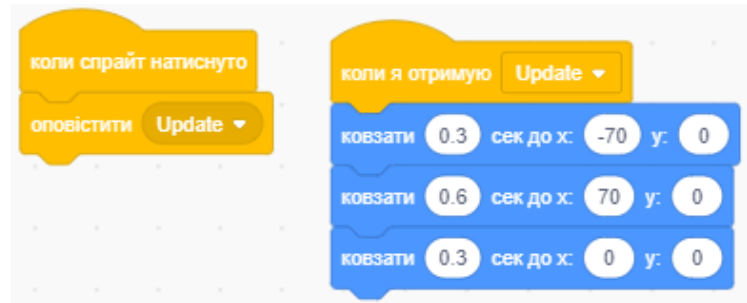 коли спрайт натиснуто
оповістити Update
коли я отримую Update
ковзати 0.3 сек до x: -70 y: 0
ковзати 0.6 сек до x: 70 y: 0
ковзати 0.3 сек до x: 0 y: 0